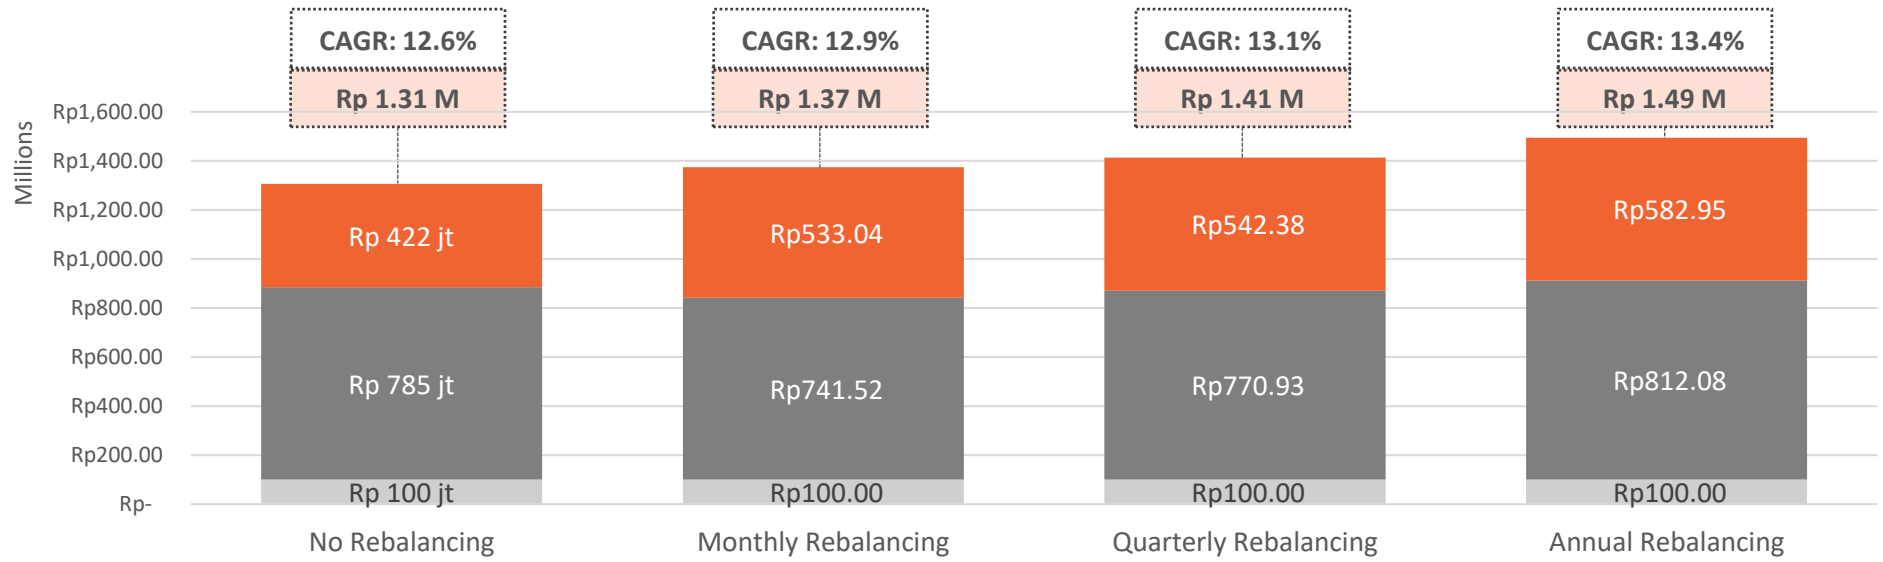 CAGR: 12.6%
CAGR: 12.9%
CAGR: 13.1%
CAGR: 13.4%
Rp 1.31 M
Rp 1.37 M
Rp 1.41 M
Rp 1.49 M
Millions
Rp1,600.00
Rp1,400.00
Rp1,200.00
Rp1,000.00
Rp800.00
Rp600.00
Rp400.00
Rp200.00
Rp-
Rp 422 jt
Rp533.04
Rp542.38
Rp582.95
Rp 785 jt
Rp741.52
Rp770.93
Rp812.08
Rp 100 jt
Rp100.00
Rp100.00
Rp100.00
No Rebalancing
Monthly Rebalancing
Quarterly Rebalancing
Annual Rebalancing